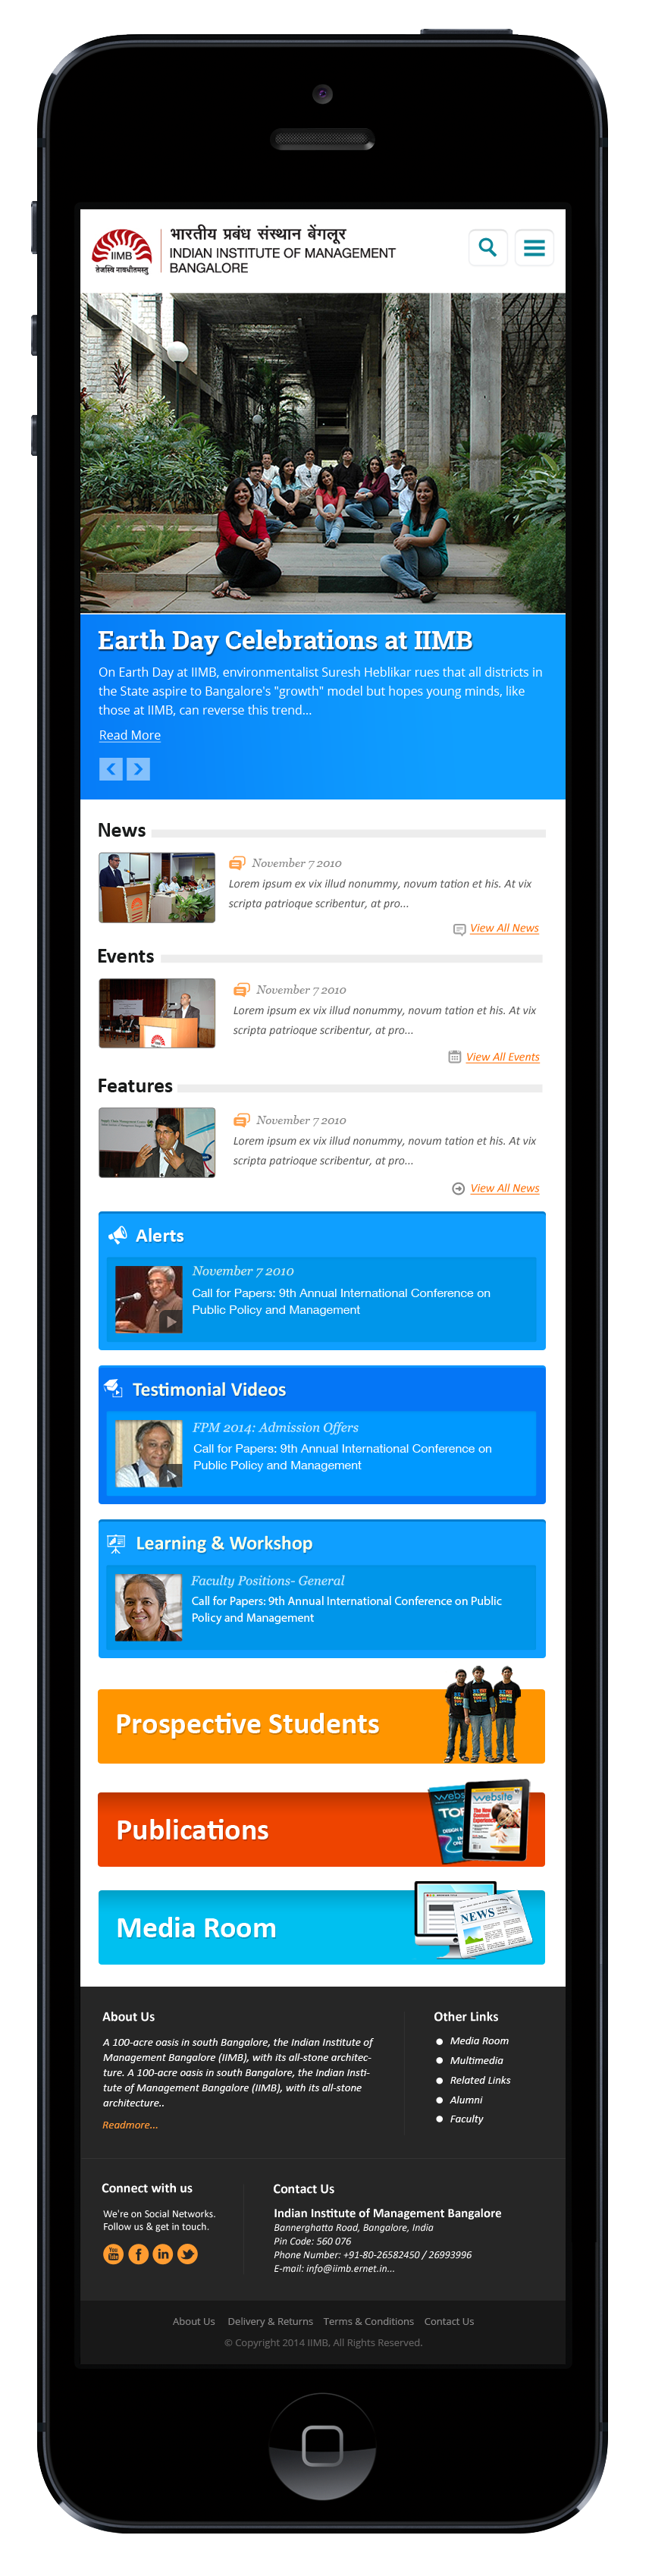 IIMB
तेजस्वि नावधीतमस्तु
भारतीय प्रबंध संस्थान बेंगलूर
INDIAN INSTITUTE OF MANAGEMENT
BANGALORE
Earth Day Celebrations at IIMB
On Earth Day at IIMB, environmentalist Suresh Heblikar rues that all districts in
the State aspire to Bangalore's "growth" model but hopes young minds, like
those at IIMB, can reverse this trend...
Read More
News
November 7 2010
Lorem ipsum ex vix illud nonummy, novum tation et his. At vix
scripta patrioque scribentur, at pro...
View All News
Events
November 7 2010
Lorem ipsum ex vix illud nonummy, novum tation et his. At vix
scripta patrioque scribentur, at pro...
View All Events
Features
November 7 2010
Lorem ipsum ex vix illud nonummy, novum tation et his. At vix
scripta patrioque scribentur, at pro...
View All News
Alerts
November 7 2010
Call for Papers: 9th Annual International Conference on
Public Policy and Management
Testimonial Videos
FPM 2014: Admission Offers
Call for Papers: 9th Annual International Conference on
Public Policy and Management
Learning & Workshop
Faculty Positions- General
Call for Papers: 9th Annual International Conference on Public
Policy and Management
Prospective Students
Publications
website
Media Room
NEWS
About Us
A 100-acre oasis in south Bangalore, the Indian Institute of
Management Bangalore (IIMB), with its all-stone architec-
ture. A 100-acre oasis in south Bangalore, the Indian Insti-
tute of Management Bangalore (IIMB), with its all-stone
architecture..
Readmore...
Other Links
Media Room
Multimedia
Related Links
Alumni
Faculty
Connect with us
We're on Social Networks.
Follow us & get in touch.
You
Tube
f
in
Contact Us
Indian Institute of Management Bangalore
Bannerghatta Road, Bangalore, India
Pin Code: 560 076
Phone Number: +91-80-26582450 / 26993996
E-mail: info@iimb.ernet.in...
About Us Delivery & Returns Terms & Conditions Contact Us
© Copyright 2014 IIMB, All Rights Reserved.